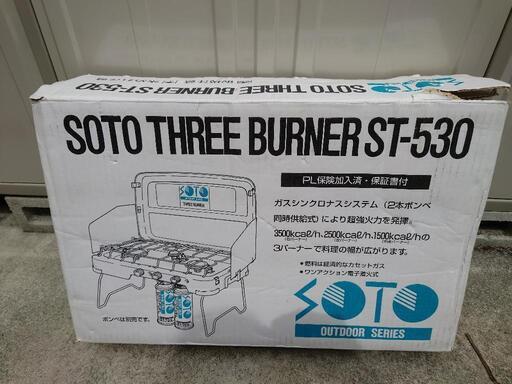 SOTO THREE BURNER ST-530
SOTO THREE BURNER ST-530
PL保険加入済・保証書付
ガスシンクロナスシステム（2本ボンベ
同時供給式）により超強火力を発揮。
3500kcal/h、2500kcal/h、1500kcal/hの
3バーナーで料理の幅が広がります。
●燃料は経済的なカセットガス
●ワンアクション電子着火式
SOTO
THREE BURNER
ボンベは別売です。
SOTO
OUTDOOR SERIES
SOTO